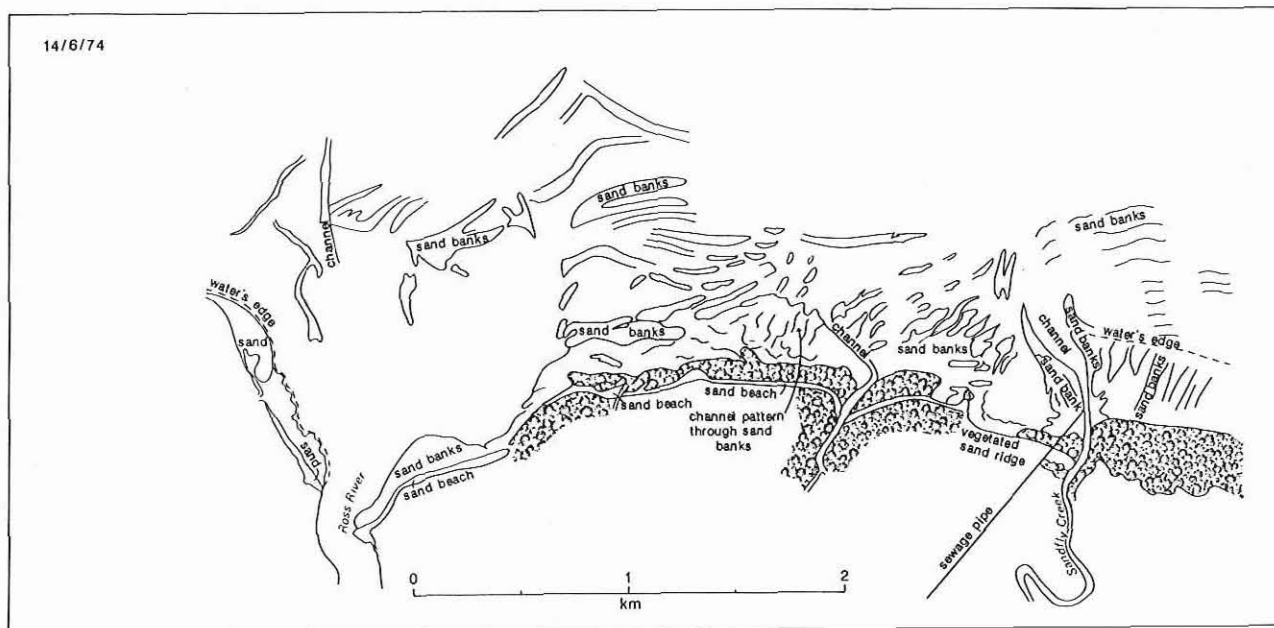 14/6/74
sand banks
channel
sand banks
sand banks
water's edge
sand
sand banks
channel
sand banks
channel
sand banks
water's edge
sand bank
sand banks
sand beach
sand beach
channel pattern
through sand
banks
vegetated
sand ridge
sand
sand banks
sand beach
Ross River
sewage pipe
Sandfly Creek
0 1 2
km